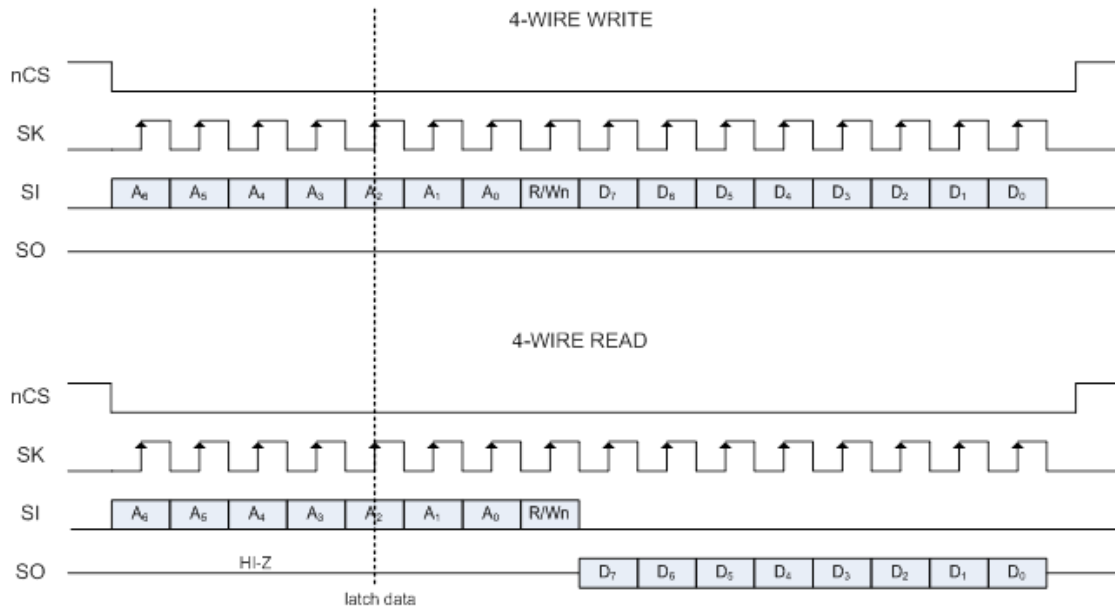 4-WIRE WRITE
nCS
SK
SI A₆ A₅ A₄ A₃ A₂ A₁ A₀ R/Wn D₇ D₆ D₅ D₄ D₃ D₂ D₁ D₀
SO
4-WIRE READ
nCS
SK
SI A₆ A₅ A₄ A₃ A₂ A₁ A₀ R/Wn
SO HI-Z D₇ D₆ D₅ D₄ D₃ D₂ D₁ D₀
latch data